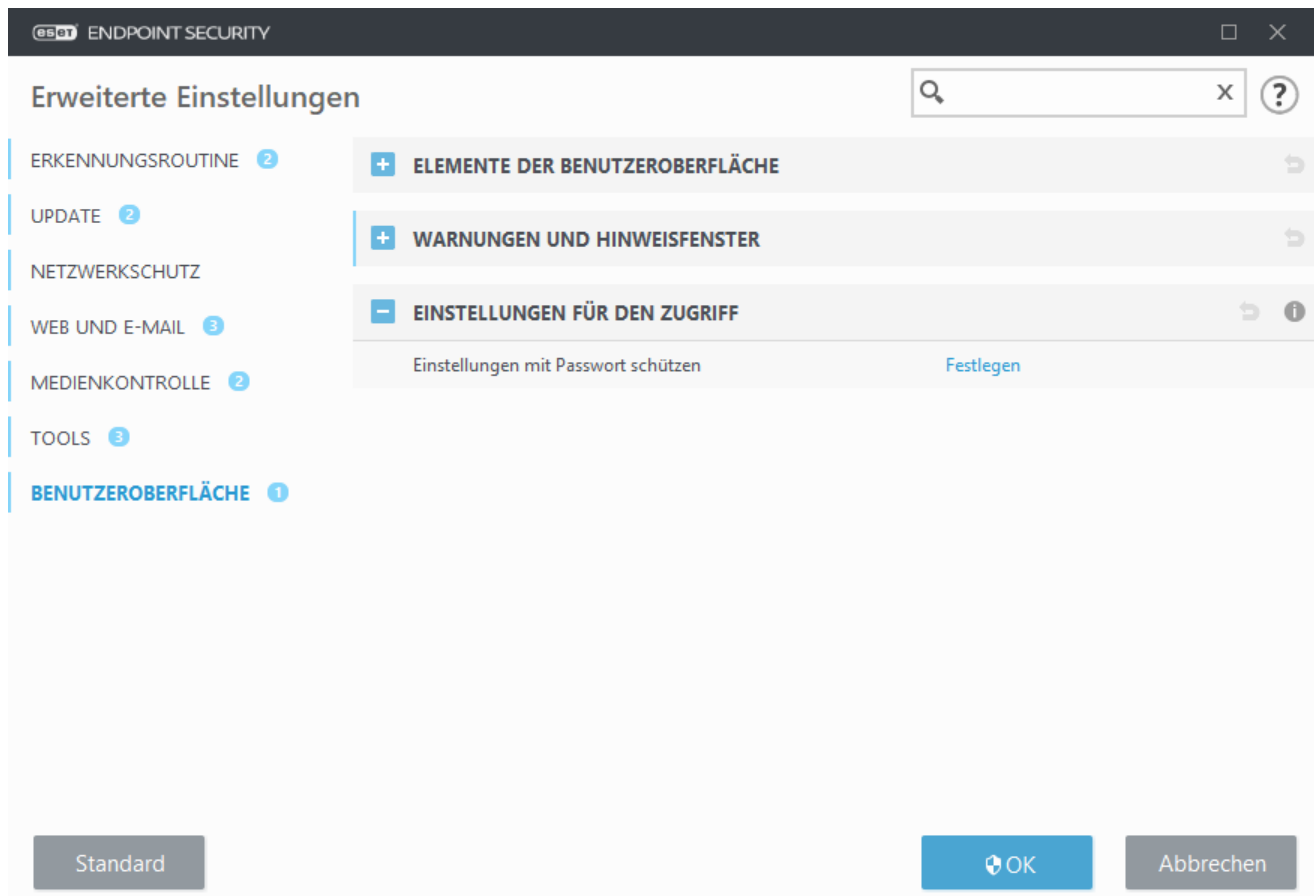 eset ENDPOINT SECURITY
Erweiterte Einstellungen
x
?
ERKENNUNGSROUTINE 2
UPDATE 2
NETZWERKSCHUTZ
WEB UND E-MAIL 3
MEDIENKONTROLLE 2
TOOLS 3
BENUTZEROBERFLÄCHE 1
ELEMENTE DER BENUTZEROBERFLÄCHE
WARNUNGEN UND HINWEISFENSTER
EINSTELLUNGEN FÜR DEN ZUGRIFF
Einstellungen mit Passwort schützen Festlegen
Standard
OK
Abbrechen